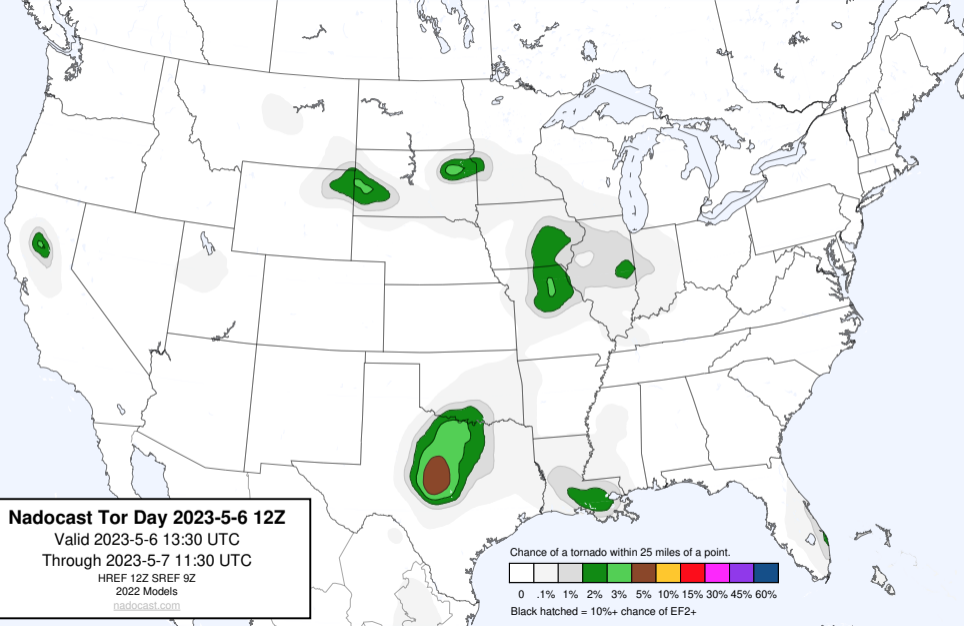 Nadocast Tor Day 2023-5-6 12Z
Valid 2023-5-6 13:30 UTC
Through 2023-5-7 11:30 UTC
HREF 12Z SREF 9Z
2022 Models
nadocast.com
Chance of a tornado within 25 miles of a point.
0 .1% 1% 2% 3% 5% 10% 15% 30% 45% 60%
Black hatched = 10%+ chance of EF2+